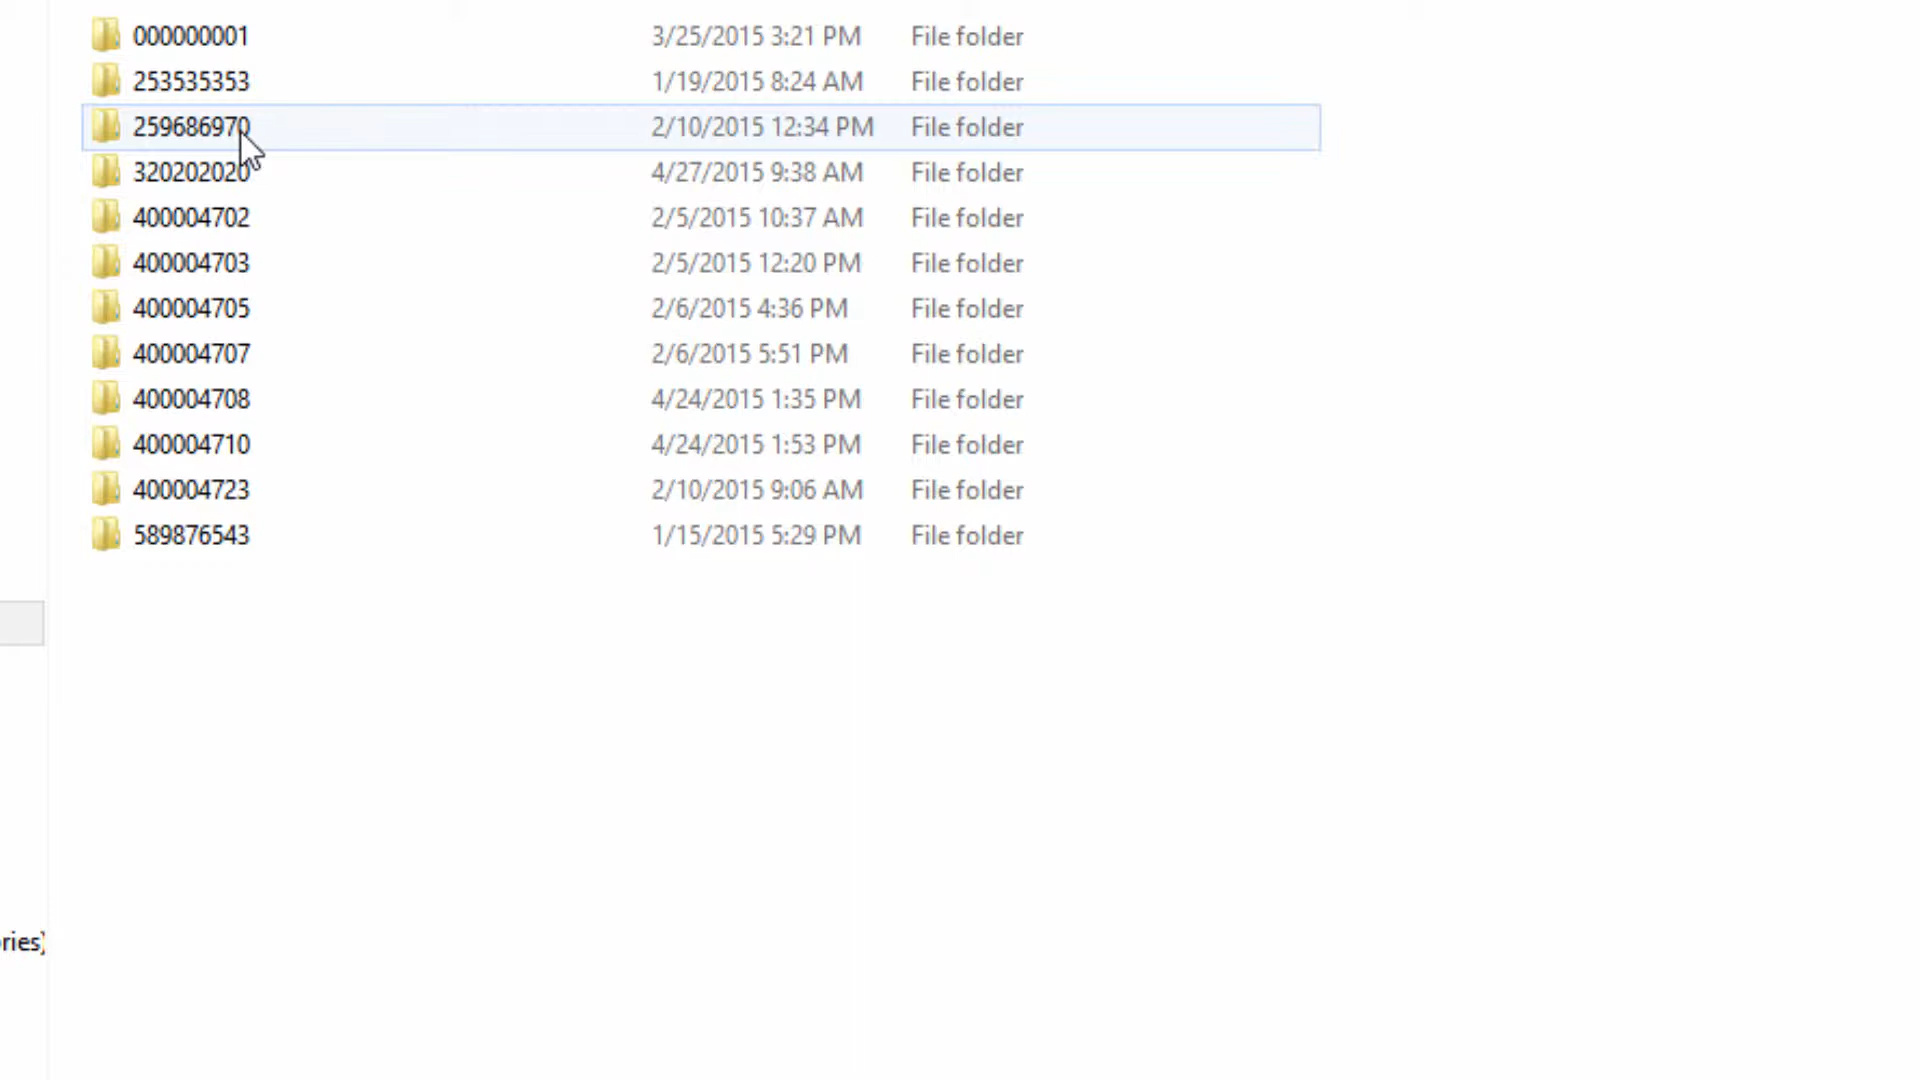 000000001 3/25/2015 3:21 PM File folder
253535353 1/19/2015 8:24 AM File folder
259686970 2/10/2015 12:34 PM File folder
320202020 4/27/2015 9:38 AM File folder
400004702 2/5/2015 10:37 AM File folder
400004703 2/5/2015 12:20 PM File folder
400004705 2/6/2015 4:36 PM File folder
400004707 2/6/2015 5:51 PM File folder
400004708 4/24/2015 1:35 PM File folder
400004710 4/24/2015 1:53 PM File folder
400004723 2/10/2015 9:06 AM File folder
589876543 1/15/2015 5:29 PM File folder
ries)